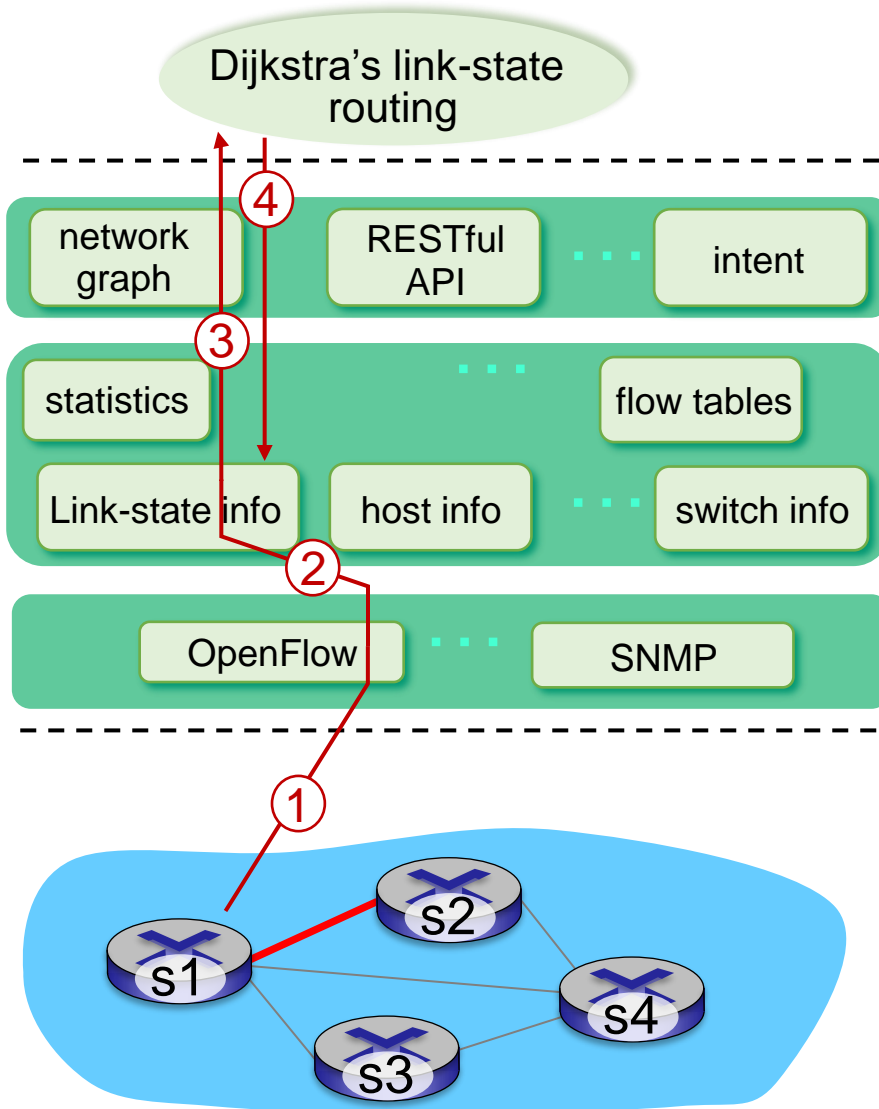 Dijkstra’s link-state
routing
4
network
graph
RESTful
API
intent
3
statistics
flow tables
Link-state info
host info
switch info
2
OpenFlow
SNMP
1
s2
s1
s4
s3